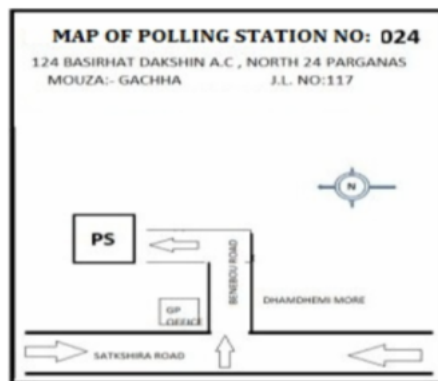 MAP OF POLLING STATION NO: 024
124 BASIRHAT DAKSHIN A.C , NORTH 24 PARGANAS
MOUZA:- GACHHA J.L. NO:117
N
PS
BENEBOU ROAD
DHAMDHEMI MORE
GP
OFFICE
SATKSHIRA ROAD